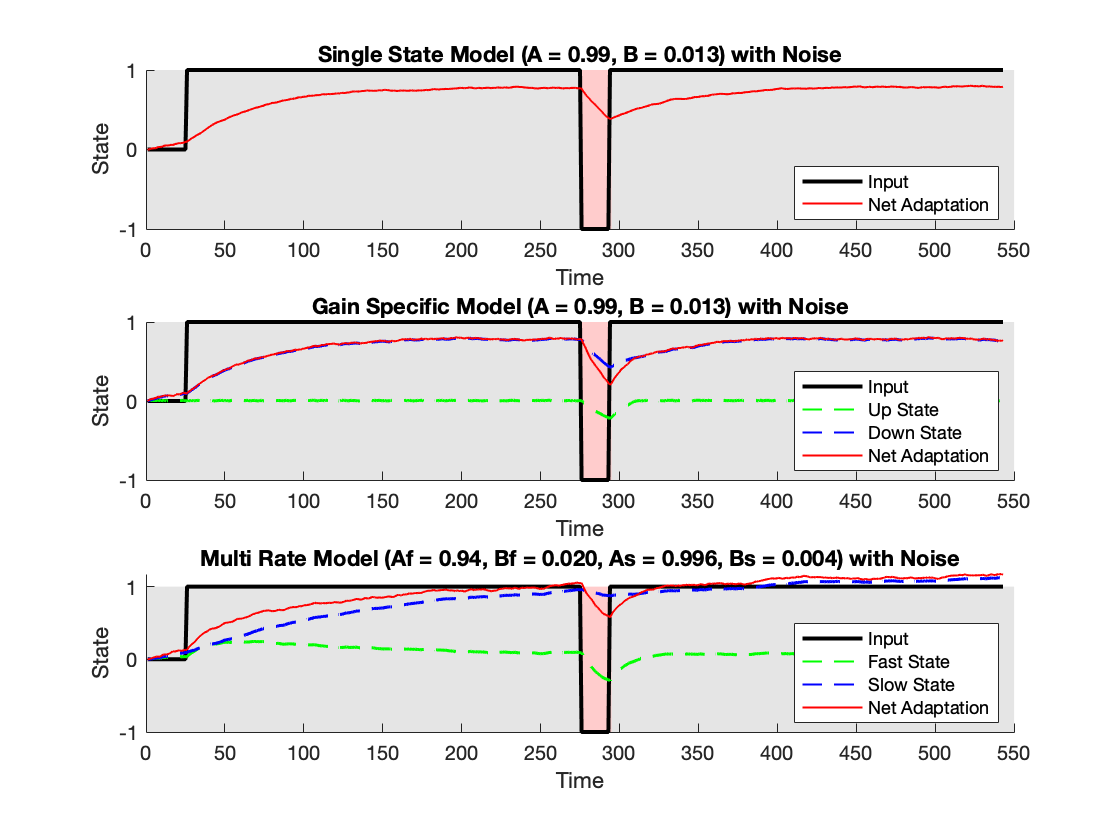 Single State Model (A = 0.99, B = 0.013) with Noise
1
0
-1
State
0 50 100 150 200 250 300 350 400 450 500 550
Time
Input
Net Adaptation
Gain Specific Model (A = 0.99, B = 0.013) with Noise
1
0
-1
State
0 50 100 150 200 250 300 350 400 450 500 550
Time
Input
Up State
Down State
Net Adaptation
Multi Rate Model (Af = 0.94, Bf = 0.020, As = 0.996, Bs = 0.004) with Noise
1
0
-1
State
0 50 100 150 200 250 300 350 400 450 500 550
Time
Input
Fast State
Slow State
Net Adaptation